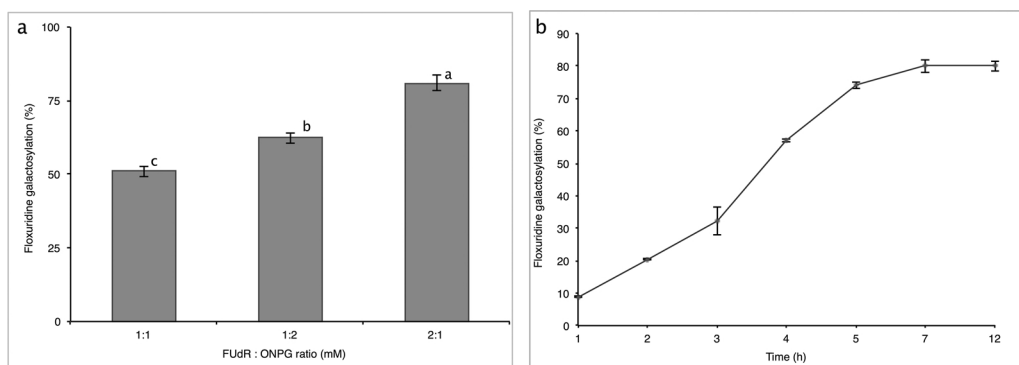 a
Floxuridine galactosylation (%)
100
75
50
25
0
c
b
a
1:1
1:2
2:1
FUdR : ONPG ratio (mM)
b
Floxuridine galactosylation (%)
90
80
70
60
50
40
30
20
10
0
1
2
3
4
5
7
12
Time (h)